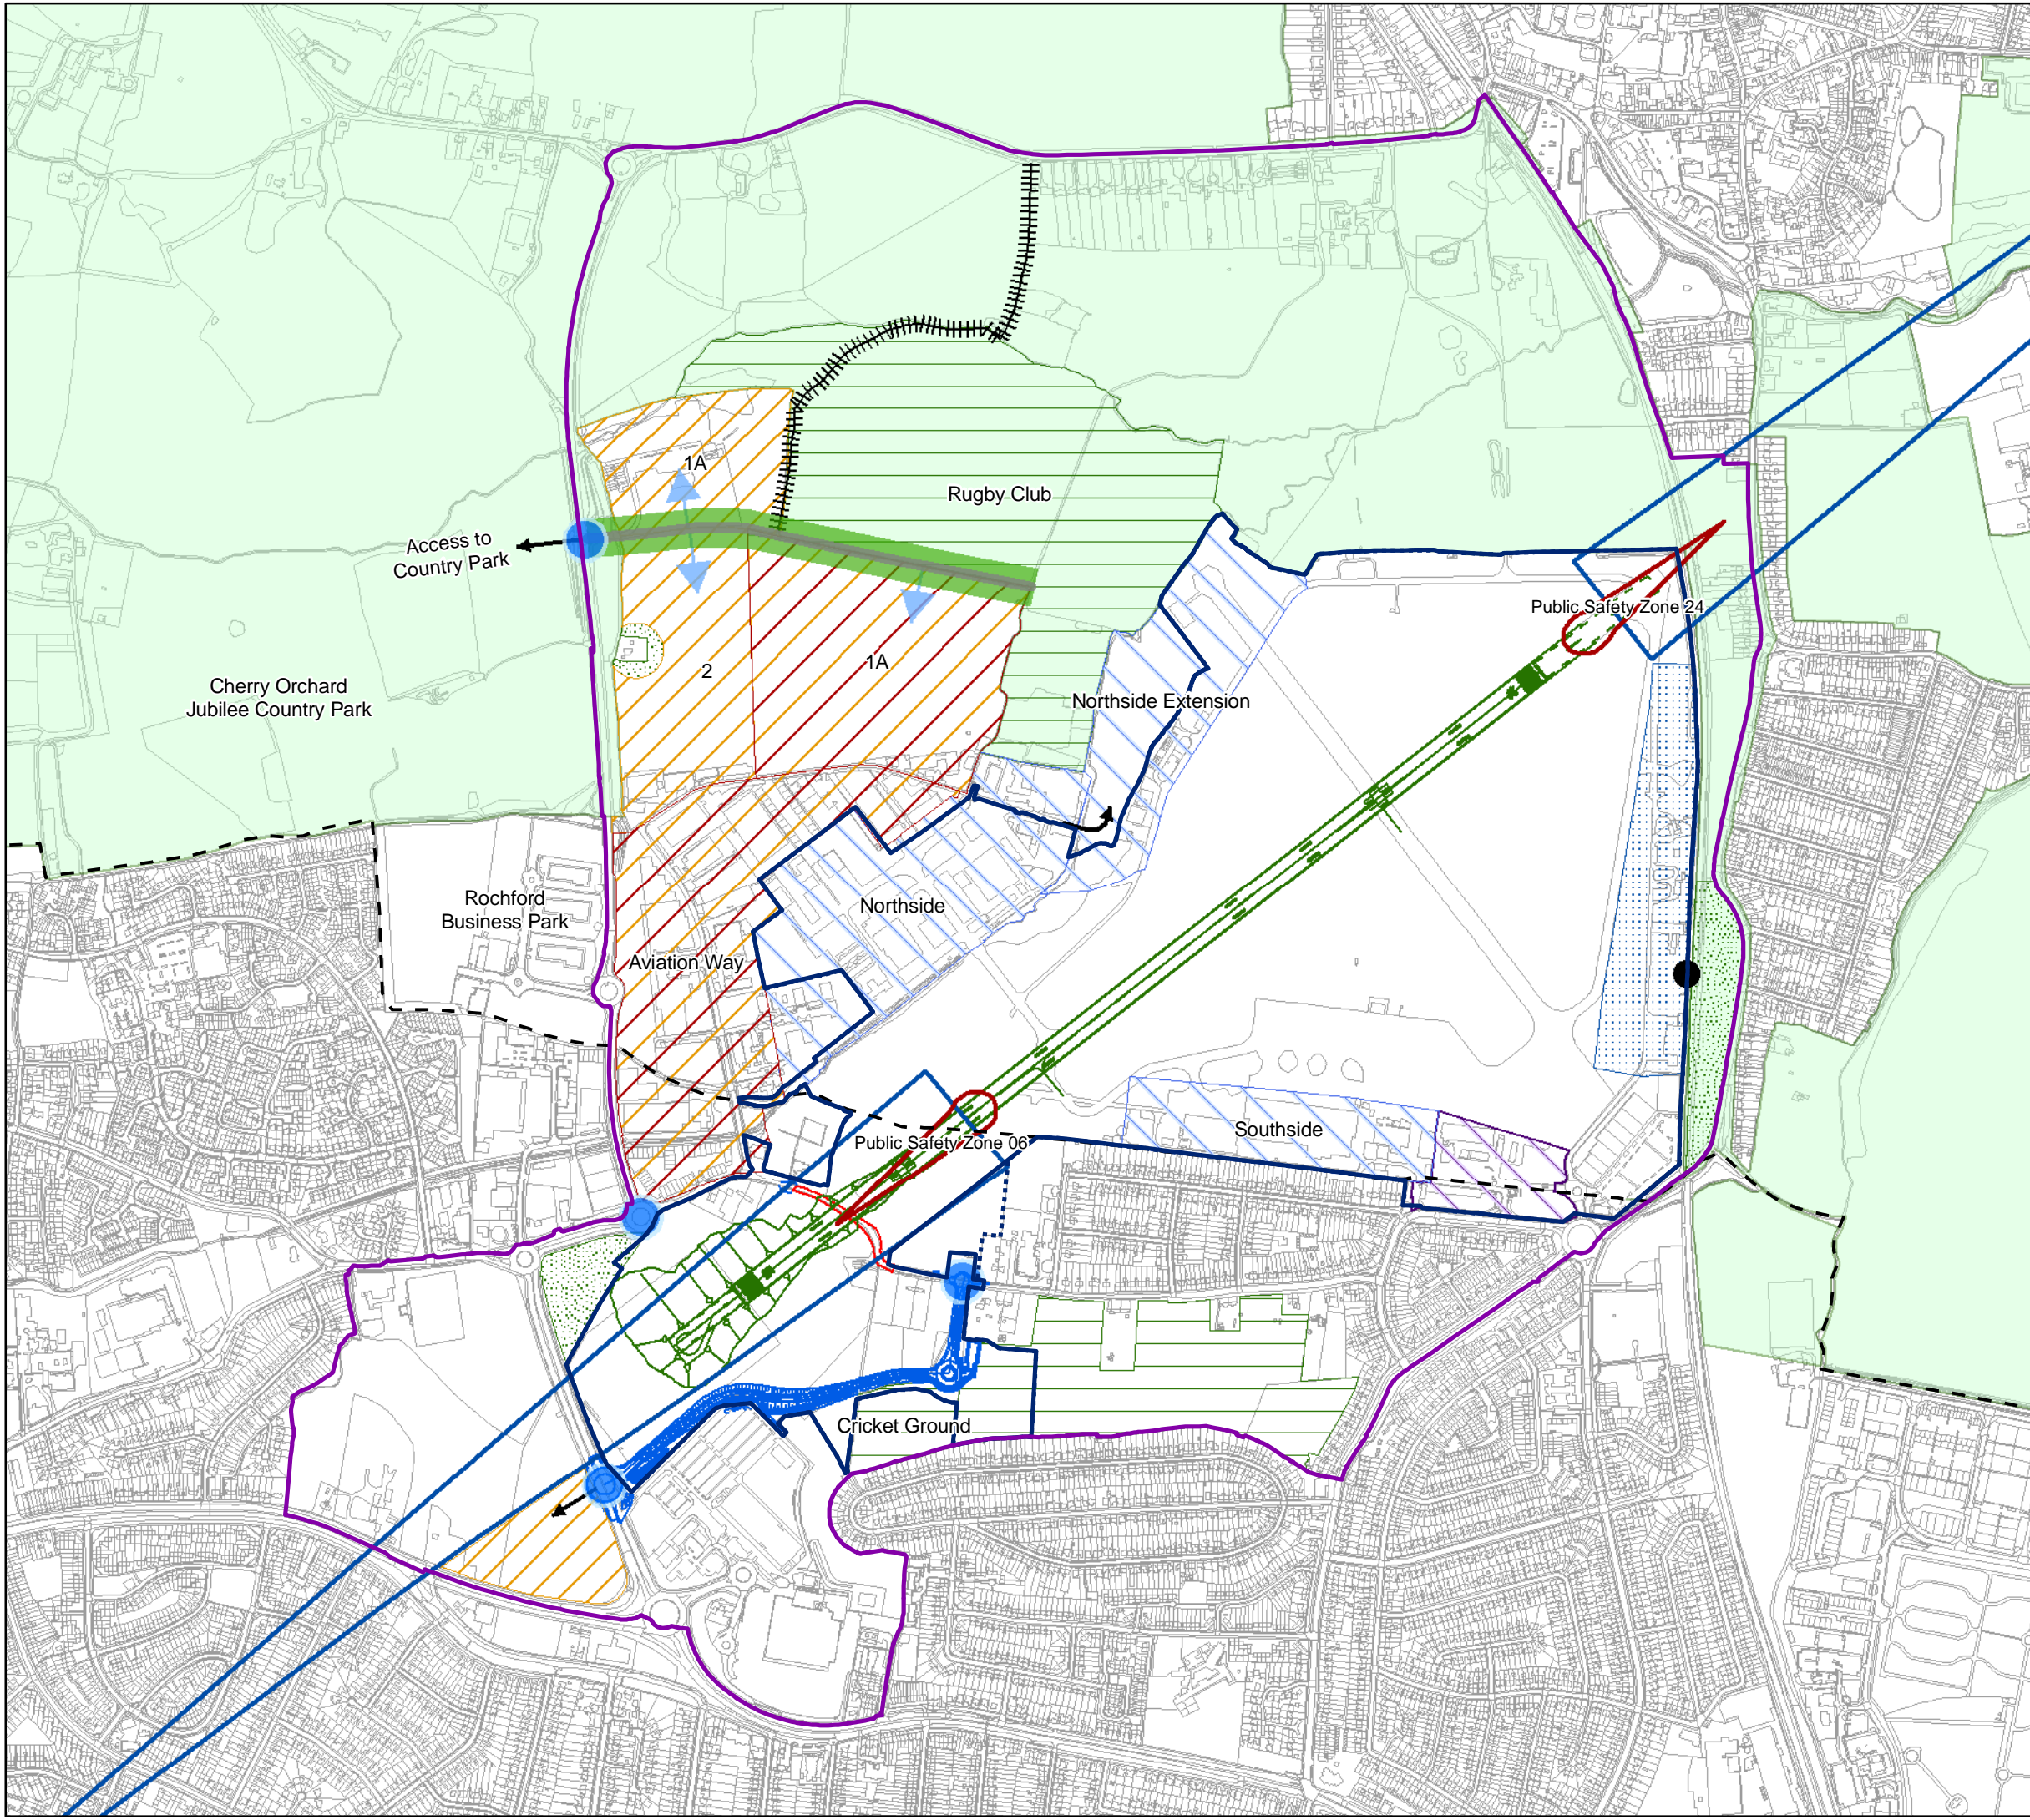 1A
Rugby Club
Access to
Country Park
Public Safety Zone 24
1A
2
Cherry Orchard
Jubilee Country Park
Northside Extension
Rochford
Business Park
Northside
Aviation Way
Southside
Public Safety Zone 06
Cricket Ground